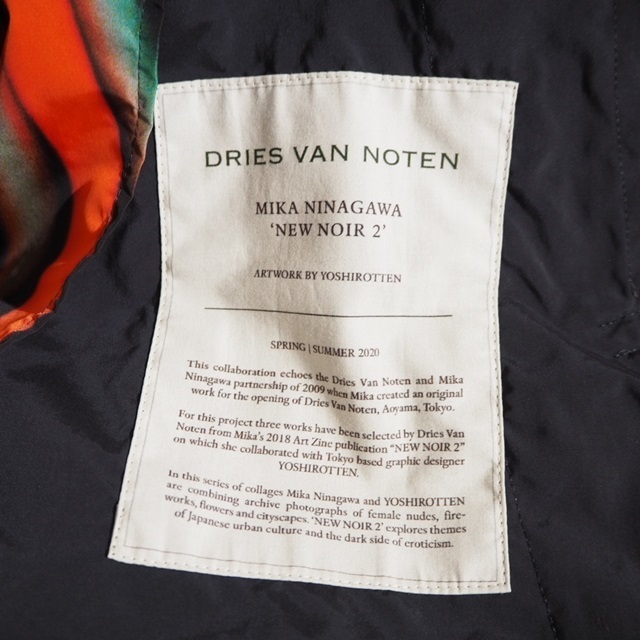 DRIES VAN NOTEN
MIKA NINAGAWA
'NEW NOIR 2'
ARTWORK BY YOSHIROTTEN
SPRING | SUMMER 2020
This collaboration echoes the Dries Van Noten and Mika
Ninagawa partnership of 2009 when Mika created an original
work for the opening of Dries Van Noten, Aoyama, Tokyo.
For this project three works have been selected by Dries Van
Noten from Mika's 2018 Art Zine publication "NEW NOIR 2"
on which she collaborated with Tokyo based graphic designer
YOSHIROTTEN.
In this series of collages Mika Ninagawa and YOSHIROTTEN
are combining archive photographs of female nudes, fire-
works, flowers and cityscapes. 'NEW NOIR 2' explores themes
of Japanese urban culture and the dark side of eroticism.